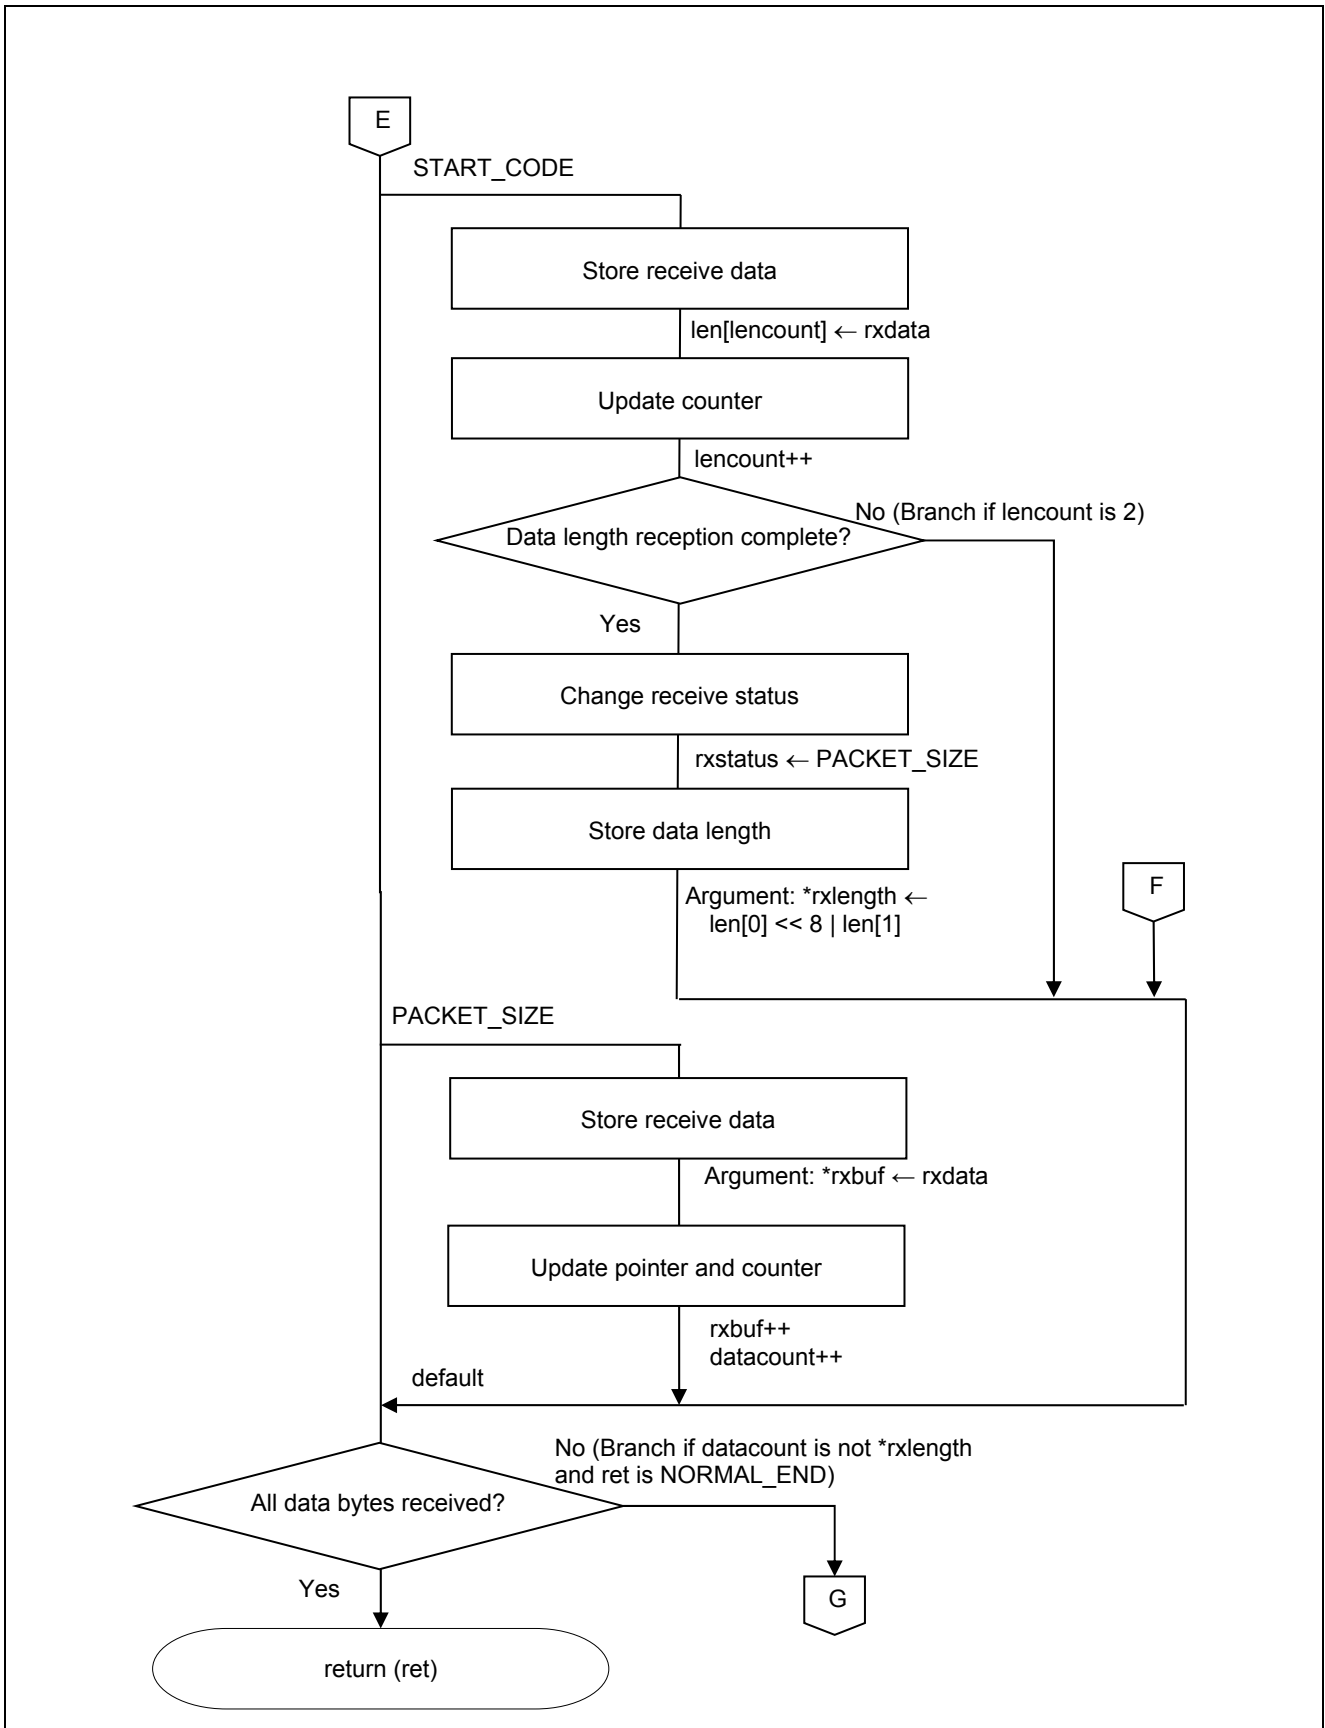 E
START_CODE
Store receive data
len[lencount] ← rxdata
Update counter
lencount++
No (Branch if lencount is 2)
Data length reception complete?
Yes
Change receive status
rxstatus ← PACKET_SIZE
Store data length
Argument: *rxlength ←
len[0] << 8 | len[1]
F
PACKET_SIZE
Store receive data
Argument: *rxbuf ← rxdata
Update pointer and counter
rxbuf++
datacount++
default
No (Branch if datacount is not *rxlength
and ret is NORMAL_END)
All data bytes received?
Yes
G
return (ret)